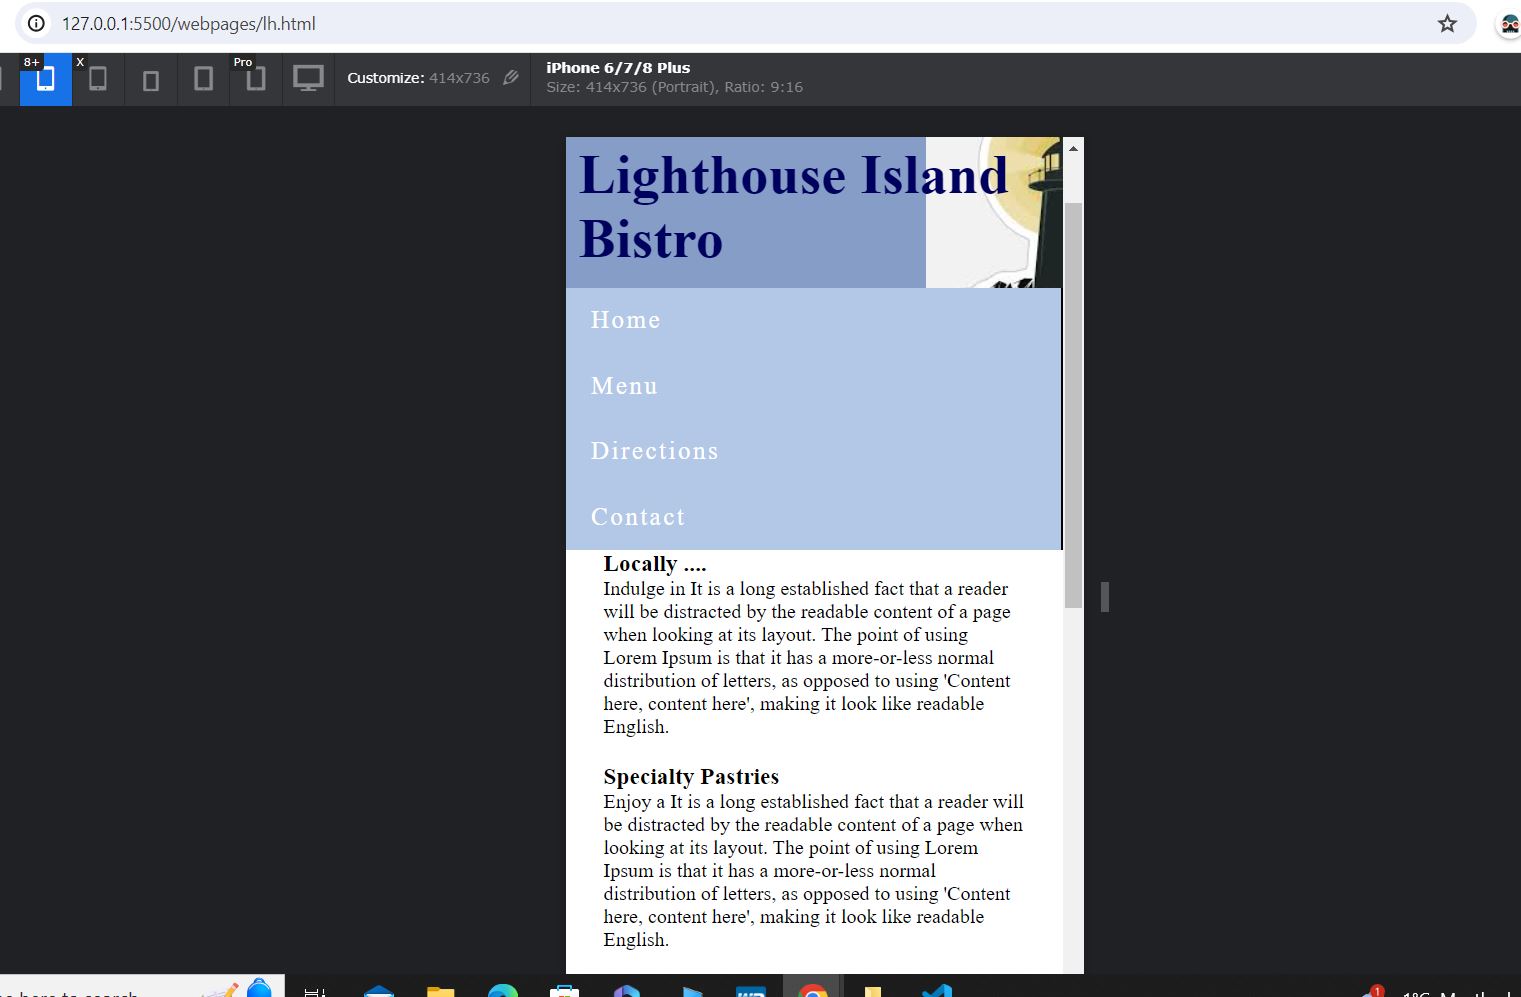 127.0.0.1:5500/webpages/lh.html
8+
X
Pro
Customize: 414x736
iPhone 6/7/8 Plus
Size: 414x736 (Portrait), Ratio: 9:16
Lighthouse Island
Bistro
Home
Menu
Directions
Contact
Locally ....
Indulge in It is a long established fact that a reader
will be distracted by the readable content of a page
when looking at its layout. The point of using
Lorem Ipsum is that it has a more-or-less normal
distribution of letters, as opposed to using 'Content
here, content here', making it look like readable
English.
Specialty Pastries
Enjoy a It is a long established fact that a reader will
be distracted by the readable content of a page when
looking at its layout. The point of using Lorem
Ipsum is that it has a more-or-less normal
distribution of letters, as opposed to using 'Content
here, content here', making it look like readable
English.
here to search
1